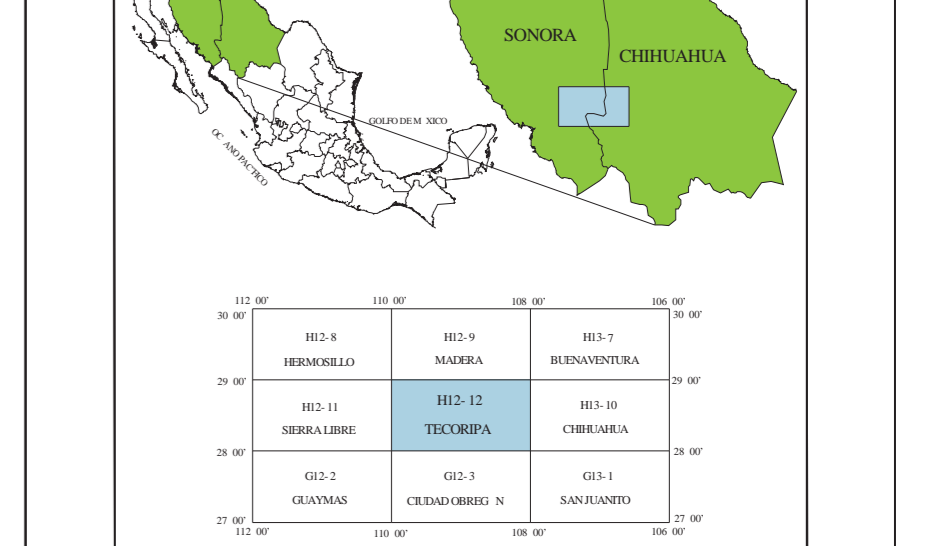 SONORA
CHIHUAHUA
GOLFO DE M XICO
OC ANO PACTICO
112 00' 110 00' 108 00' 106 00'
30 00' 30 00'
H12- 8 H12- 9 H13- 7
HERMOSILLO MADERA BUENAVENTURA
29 00' 29 00'
H12- 11 H12- 12 H13- 10
SIERRA LIBRE TECORIPA CHIHUAHUA
28 00' 28 00'
G12- 2 G12- 3 G13- 1
GUAYMAS CIUDAD OBREG N SAN JUANITO
27 00' 27 00'
112 00' 110 00' 108 00' 106 00'